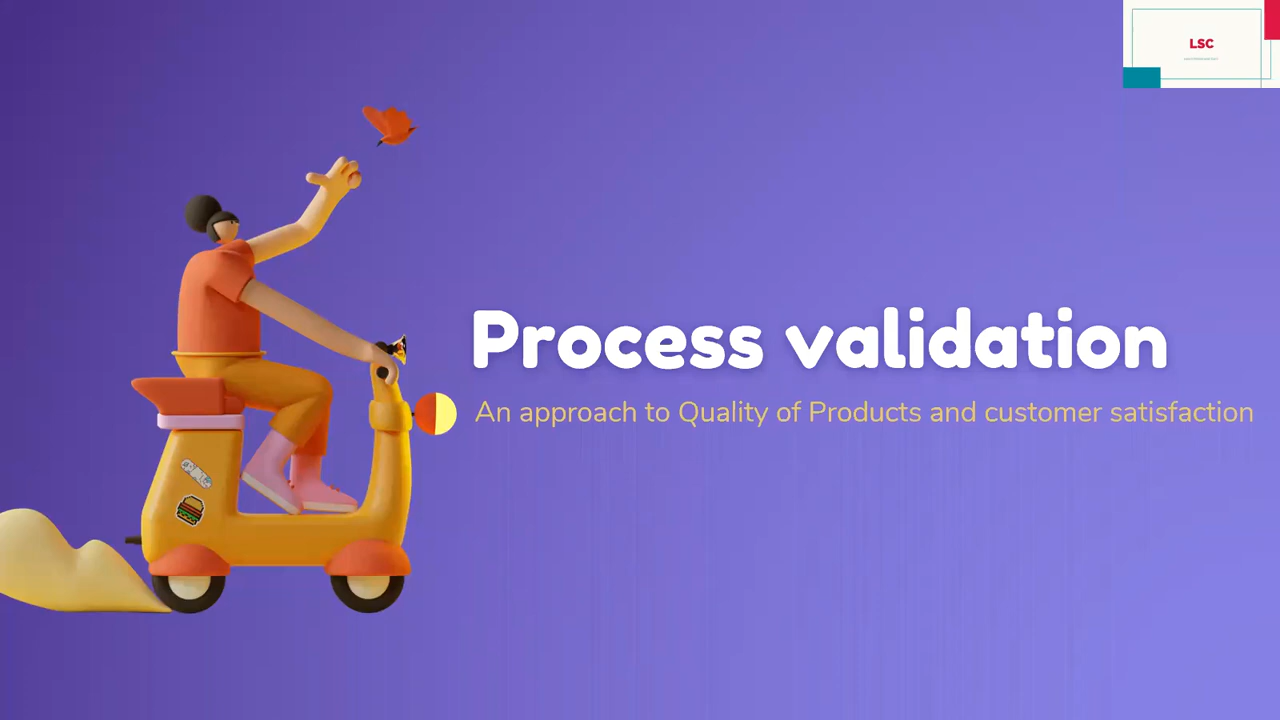 LSC
Process validation
An approach to Quality of Products and customer satisfaction